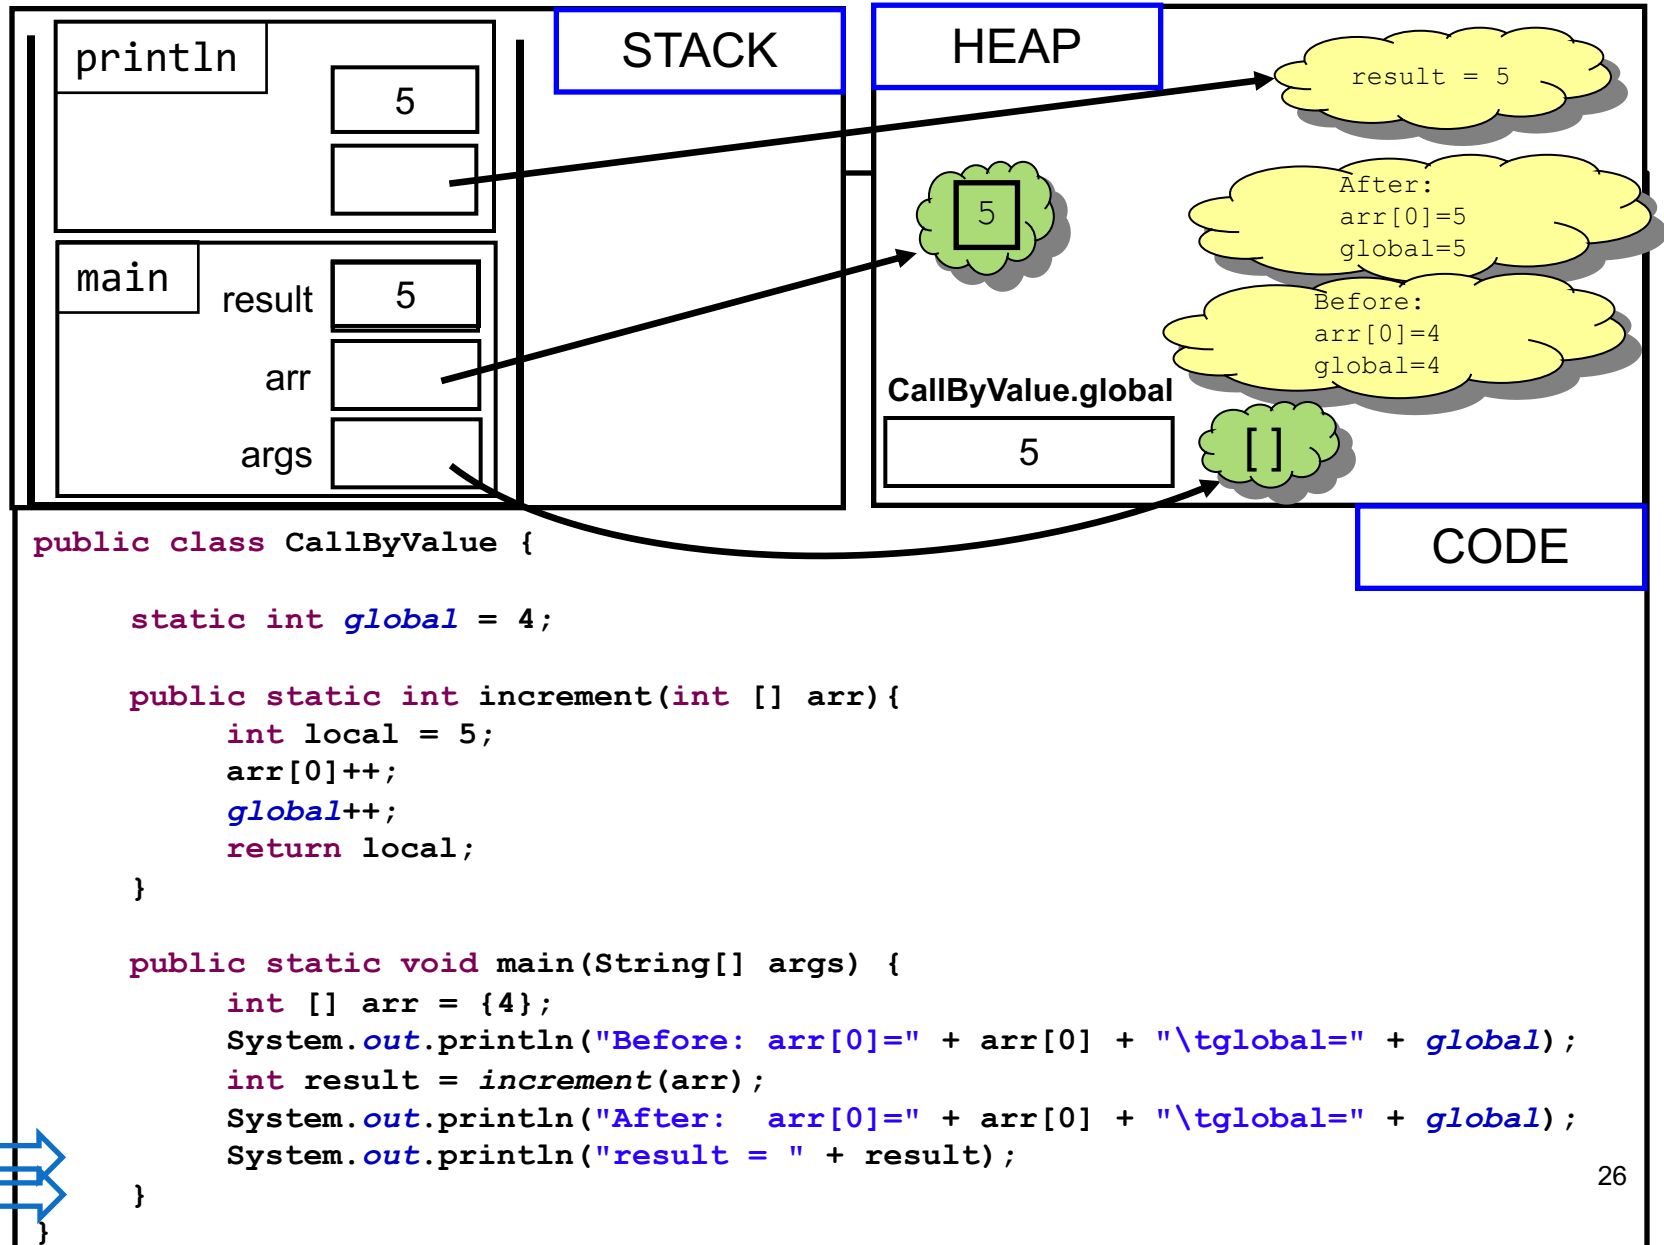 println
STACK
HEAP
5
result = 5
main
result
5
arr
args
5
After:
arr[0]=5
global=5
Before:
arr[0]=4
global=4
CallByValue.global
5
[]
CODE
public class CallByValue {
static int global = 4;
public static int increment(int [] arr){
int local = 5;
arr[0]++;
global++;
return local;
}
public static void main(String[] args) {
int [] arr = {4};
System.out.println("Before: arr[0]=" + arr[0] + "\tglobal=" + global);
int result = increment(arr);
System.out.println("After:  arr[0]=" + arr[0] + "\tglobal=" + global);
System.out.println("result = " + result);
}
}
26